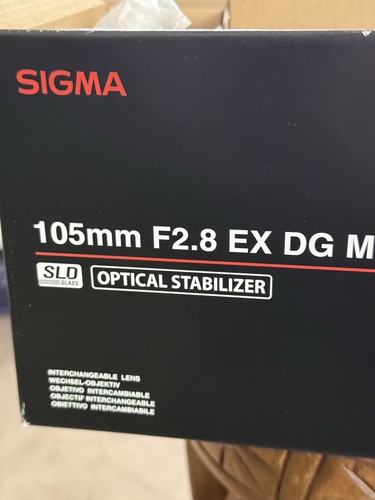 SIGMA
105mm F2.8 EX DG M
SLD
GLASS
OPTICAL STABILIZER
INTERCHANGEABLE LENS
WECHSEL-OBJEKTIV
OBJETIVO INTERCAMBIABLE
OBJECTIF INTERCHANGEABLE
OBIETTIVO INTERCAMBIABILE